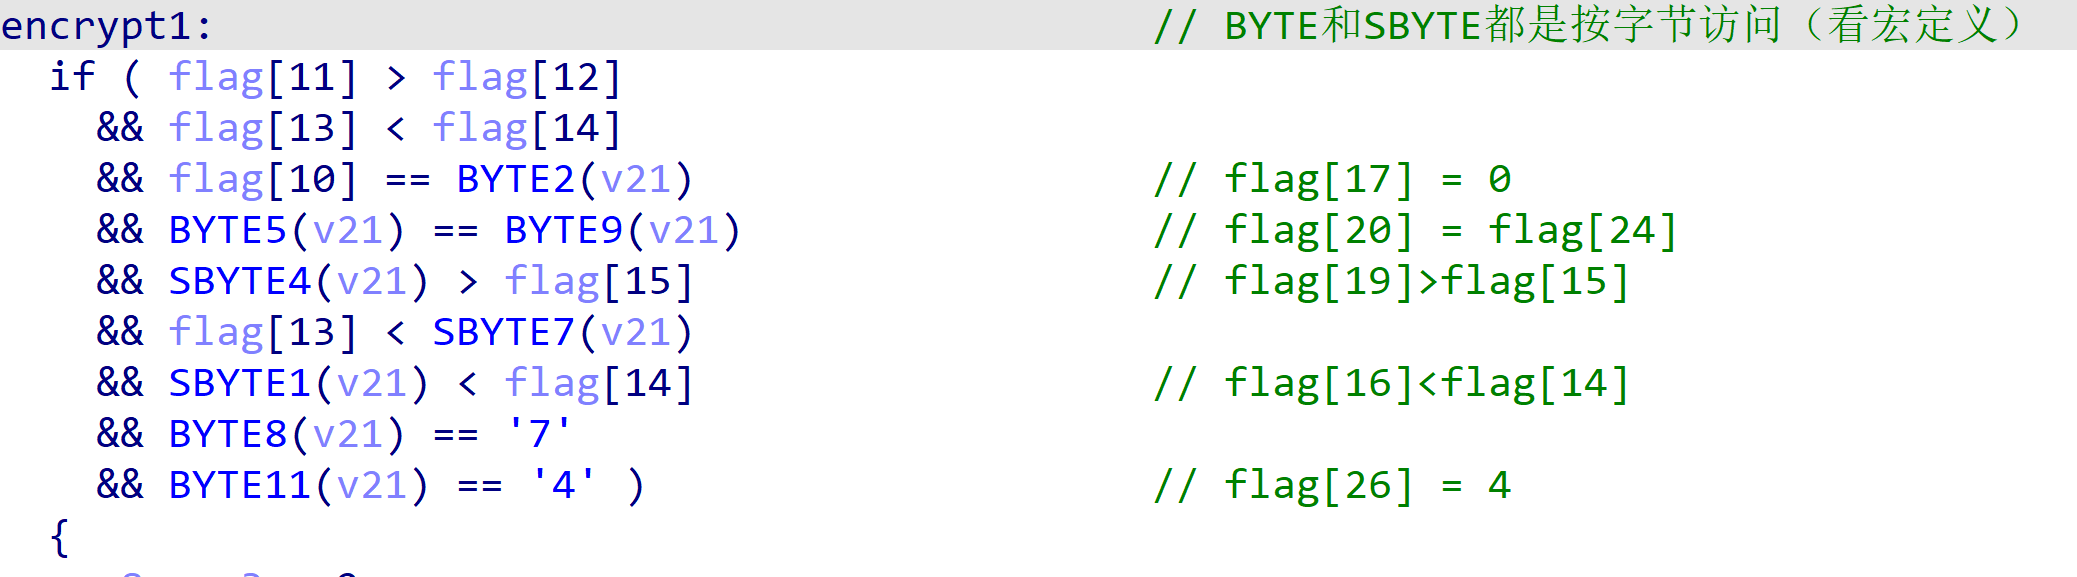 encrypt1: // BYTE和SBYTE都是按字节访问（看宏定义）
if ( flag[11] > flag[12]
&& flag[13] < flag[14]
&& flag[10] == BYTE2(v21) // flag[17] = 0
&& BYTE5(v21) == BYTE9(v21) // flag[20] = flag[24]
&& SBYTE4(v21) > flag[15] // flag[19]>flag[15]
&& flag[13] < SBYTE7(v21)
&& SBYTE1(v21) < flag[14] // flag[16]<flag[14]
&& BYTE8(v21) == '7'
&& BYTE11(v21) == '4' ) // flag[26] = 4
{